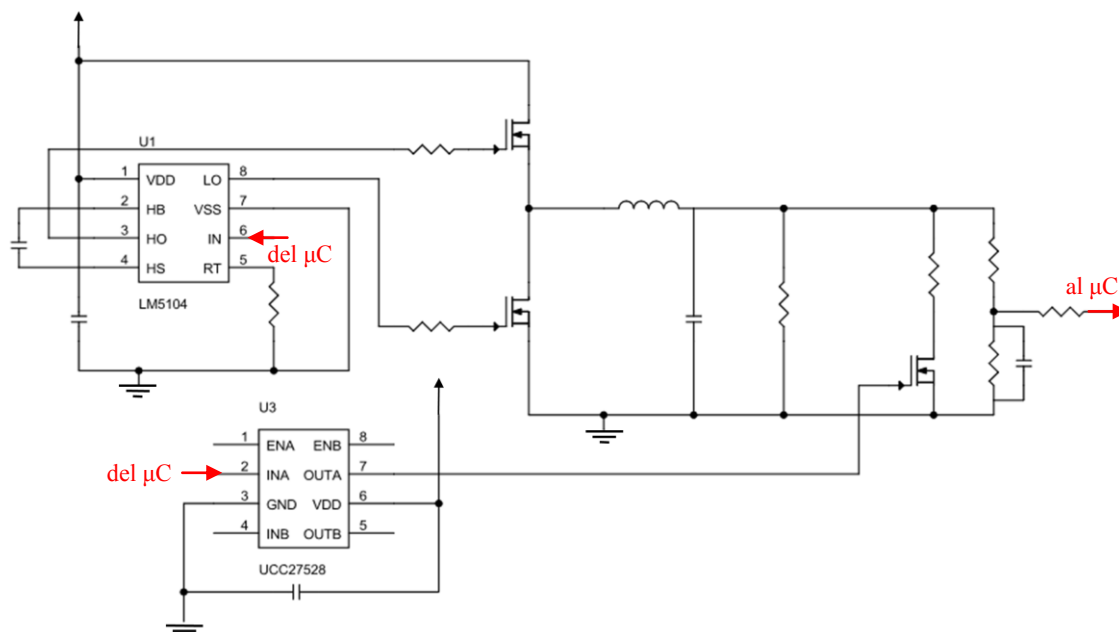 U1
1 VDD LO 8
2 HB VSS 7
3 HO IN 6
4 HS RT 5
del μC
LM5104
al μC
U3
1 ENA ENB 8
del μC
2 INA OUTA 7
3 GND VDD 6
4 INB OUTB 5
UCC27528